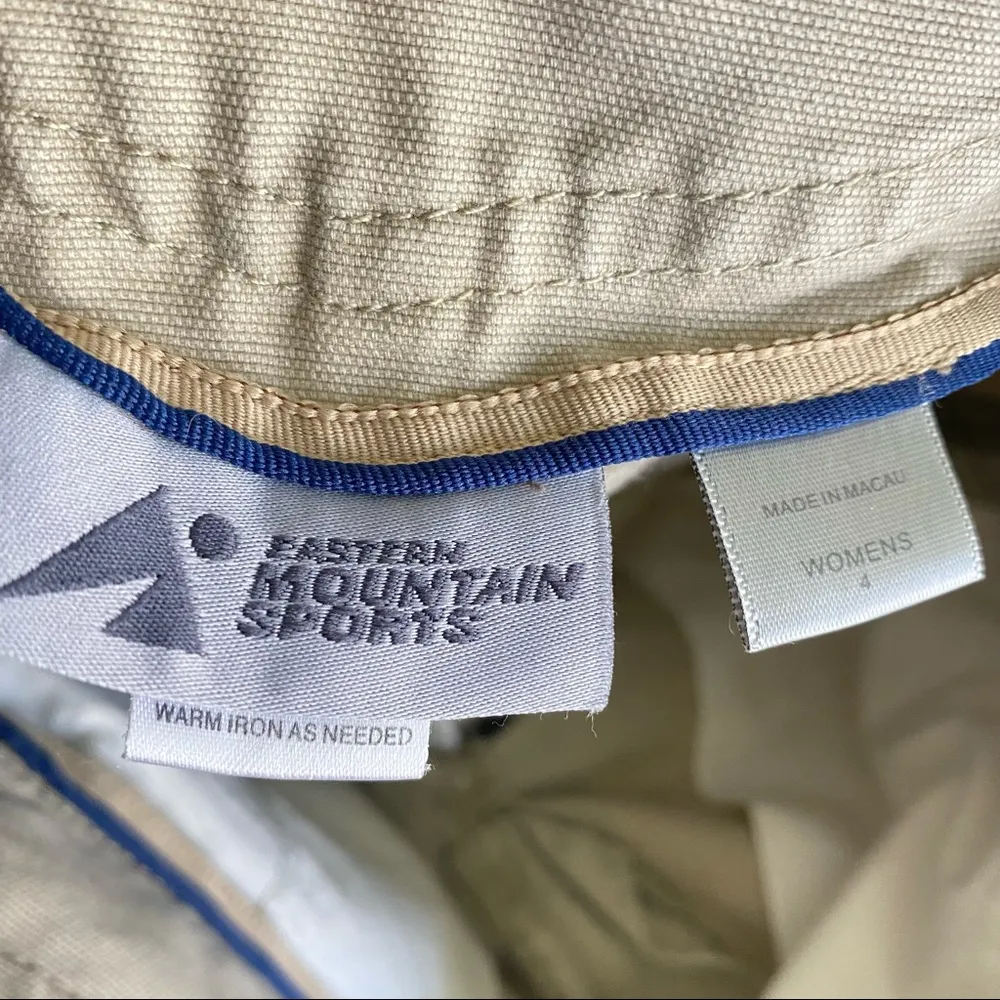 EASTERN
MOUNTAIN
SPORTS
WARM IRON AS NEEDED
MADE IN MACAU
WOMENS
4